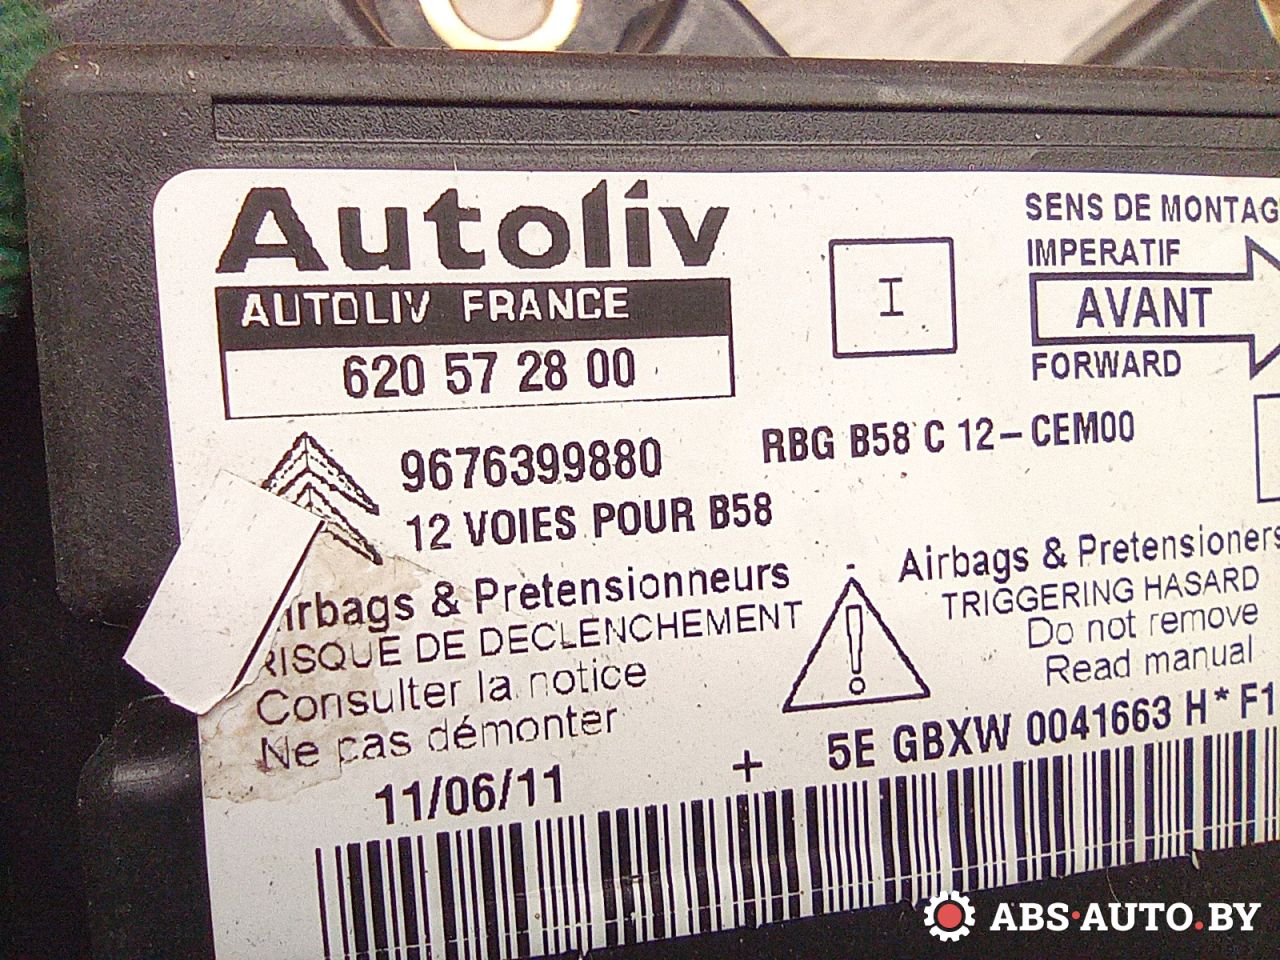 Autoliv
AUTOLIV FRANCE
620 57 28 00
I
SENS DE MONTAG
IMPERATIF
AVANT
FORWARD
9676399880
RBG B58 C 12-CEM00
12 VOIES POUR B58
irbags & Pretensionneurs
RISQUE DE DECLENCHEMENT
Consulter la notice
Ne pas démonter
Airbags & Pretensioners
TRIGGERING HASARD
Do not remove
Read manual
11/06/11
+
5E GBXW 0041663 H* F1
ABS·AUTO.BY